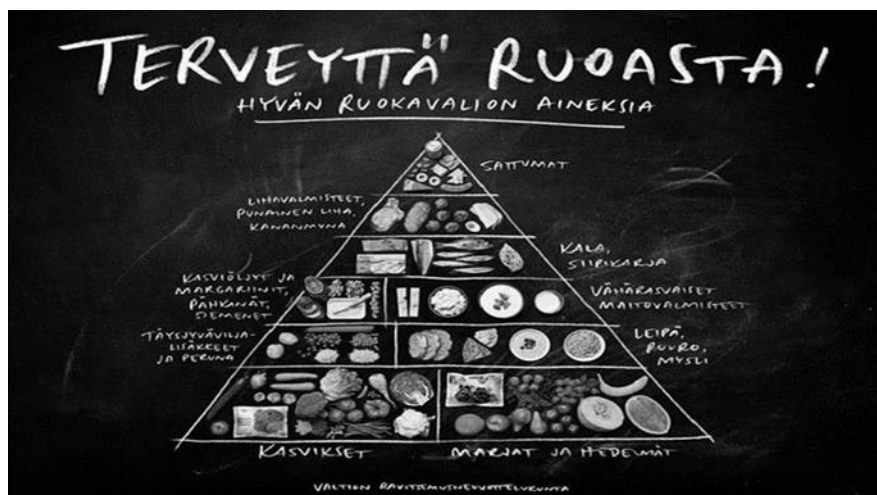 TERVEYTTÄ RUOASTA!
HYVÄN RUOKAVALION AINEKSIA
SATTUMAT
LIHAVALMISTEET,
PUNAINEN LIHA,
KANANMUNA
KALA,
SIIPIKARJA
KASVIÖLJYT JA
MARGARIINIT,
PÄHKINÄT,
SIEMENET
VÄHÄRASVAISET
MAITOVALMISTEET
TÄYSJYVÄVILJA-
LISÄKKEET
JA PERUNA
LEIPÄ,
PUURO,
MYSLI
KASVIKSET
MARJAT JA HEDELMÄT
VALTION RAVITSEMUSNEUVOTTELUKUNTA